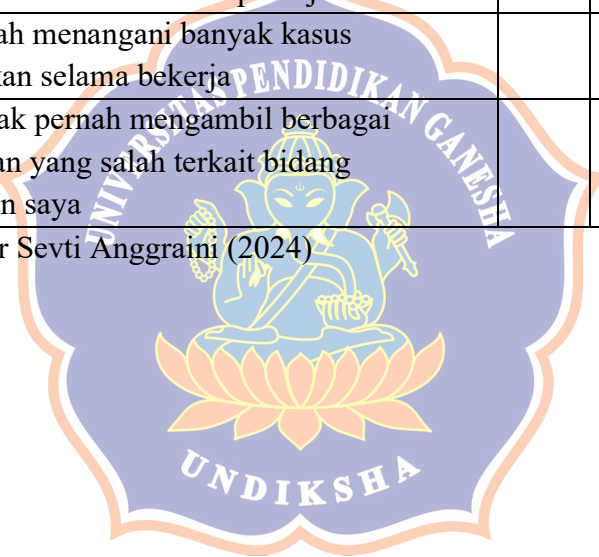 ah menangani banyak kasus
kan selama bekerja
ak pernah mengambil berbagai
an yang salah terkait bidang
n saya
r Sevti Anggraini (2024)
UNIVERSITAS PENDIDIKAN GANESHA
UNDIKSHA